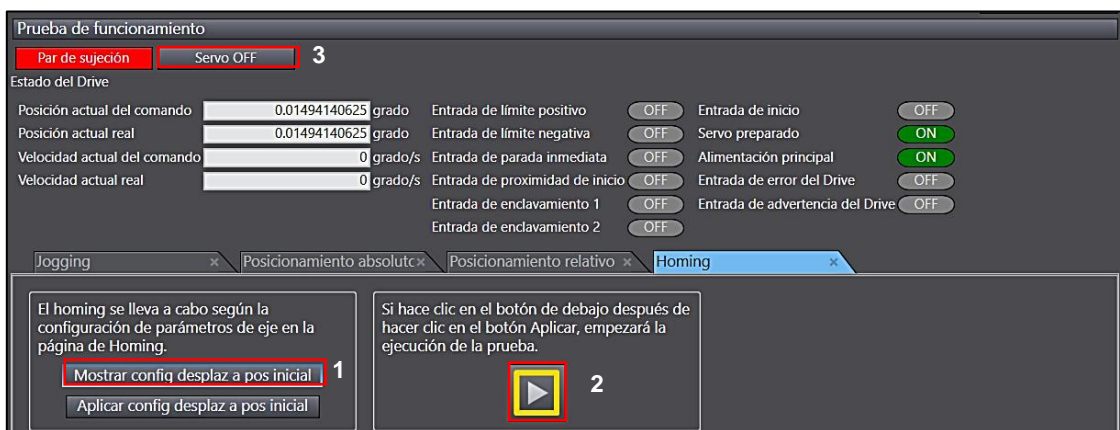 Prueba de funcionamiento
Par de sujeción Servo OFF 3
Estado del Drive
Posición actual del comando 0.01494140625 grado Entrada de límite positivo OFF Entrada de inicio OFF
Posición actual real 0.01494140625 grado Entrada de límite negativa OFF Servo preparado ON
Velocidad actual del comando 0 grado/s Entrada de parada inmediata OFF Alimentación principal ON
Velocidad actual real 0 grado/s Entrada de proximidad de inicio OFF Entrada de error del Drive OFF
Entrada de enclavamiento 1 OFF Entrada de advertencia del Drive OFF
Entrada de enclavamiento 2 OFF
Jogging × Posicionamiento absolutc× Posicionamiento relativo × Homing ×
El homing se lleva a cabo según la
configuración de parámetros de eje en la
página de Homing.
Mostrar config desplaz a pos inicial 1
Aplicar config desplaz a pos inicial
Si hace clic en el botón de debajo después de
hacer clic en el botón Aplicar, empezará la
ejecución de la prueba.
2